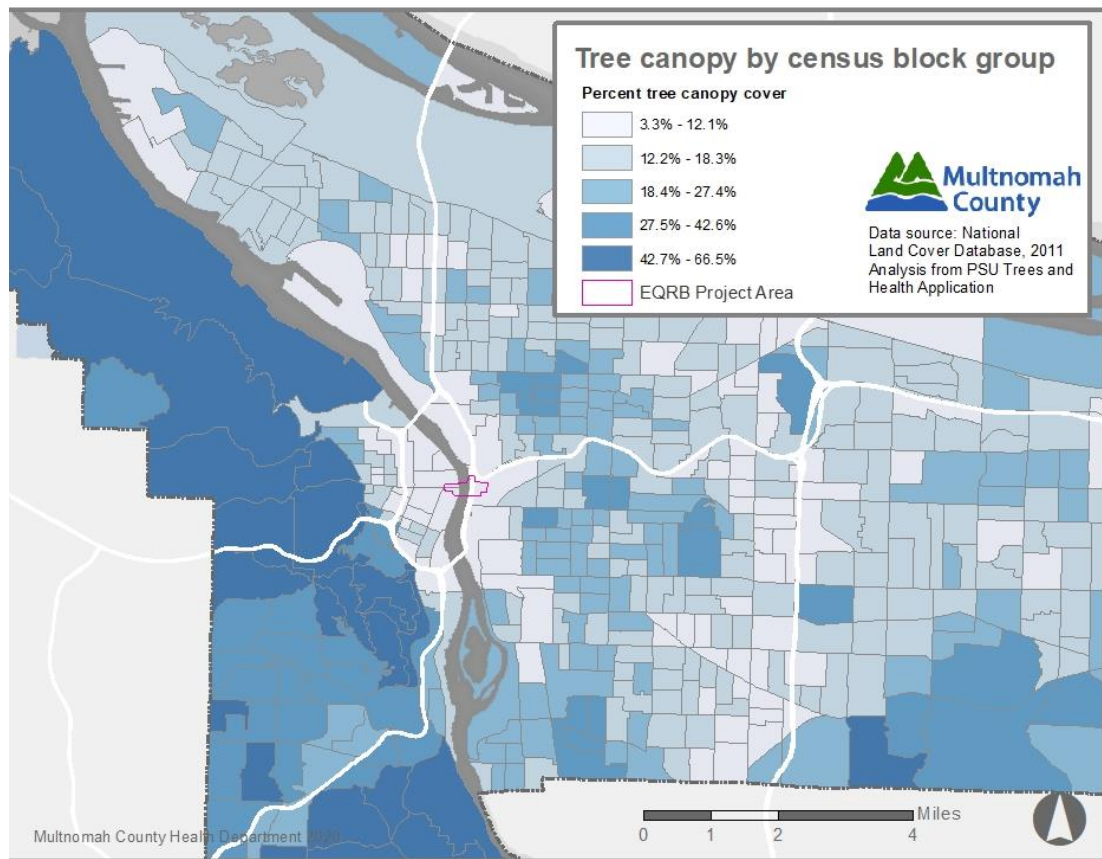 Tree canopy by census block group
Percent tree canopy cover
3.3% - 12.1%
12.2% - 18.3%
18.4% - 27.4%
27.5% - 42.6%
42.7% - 66.5%
EQRB Project Area
Multnomah
County
Data source: National
Land Cover Database, 2011
Analysis from PSU Trees and
Health Application
Miles
0 1 2 4
Multnomah County Health Department 2020